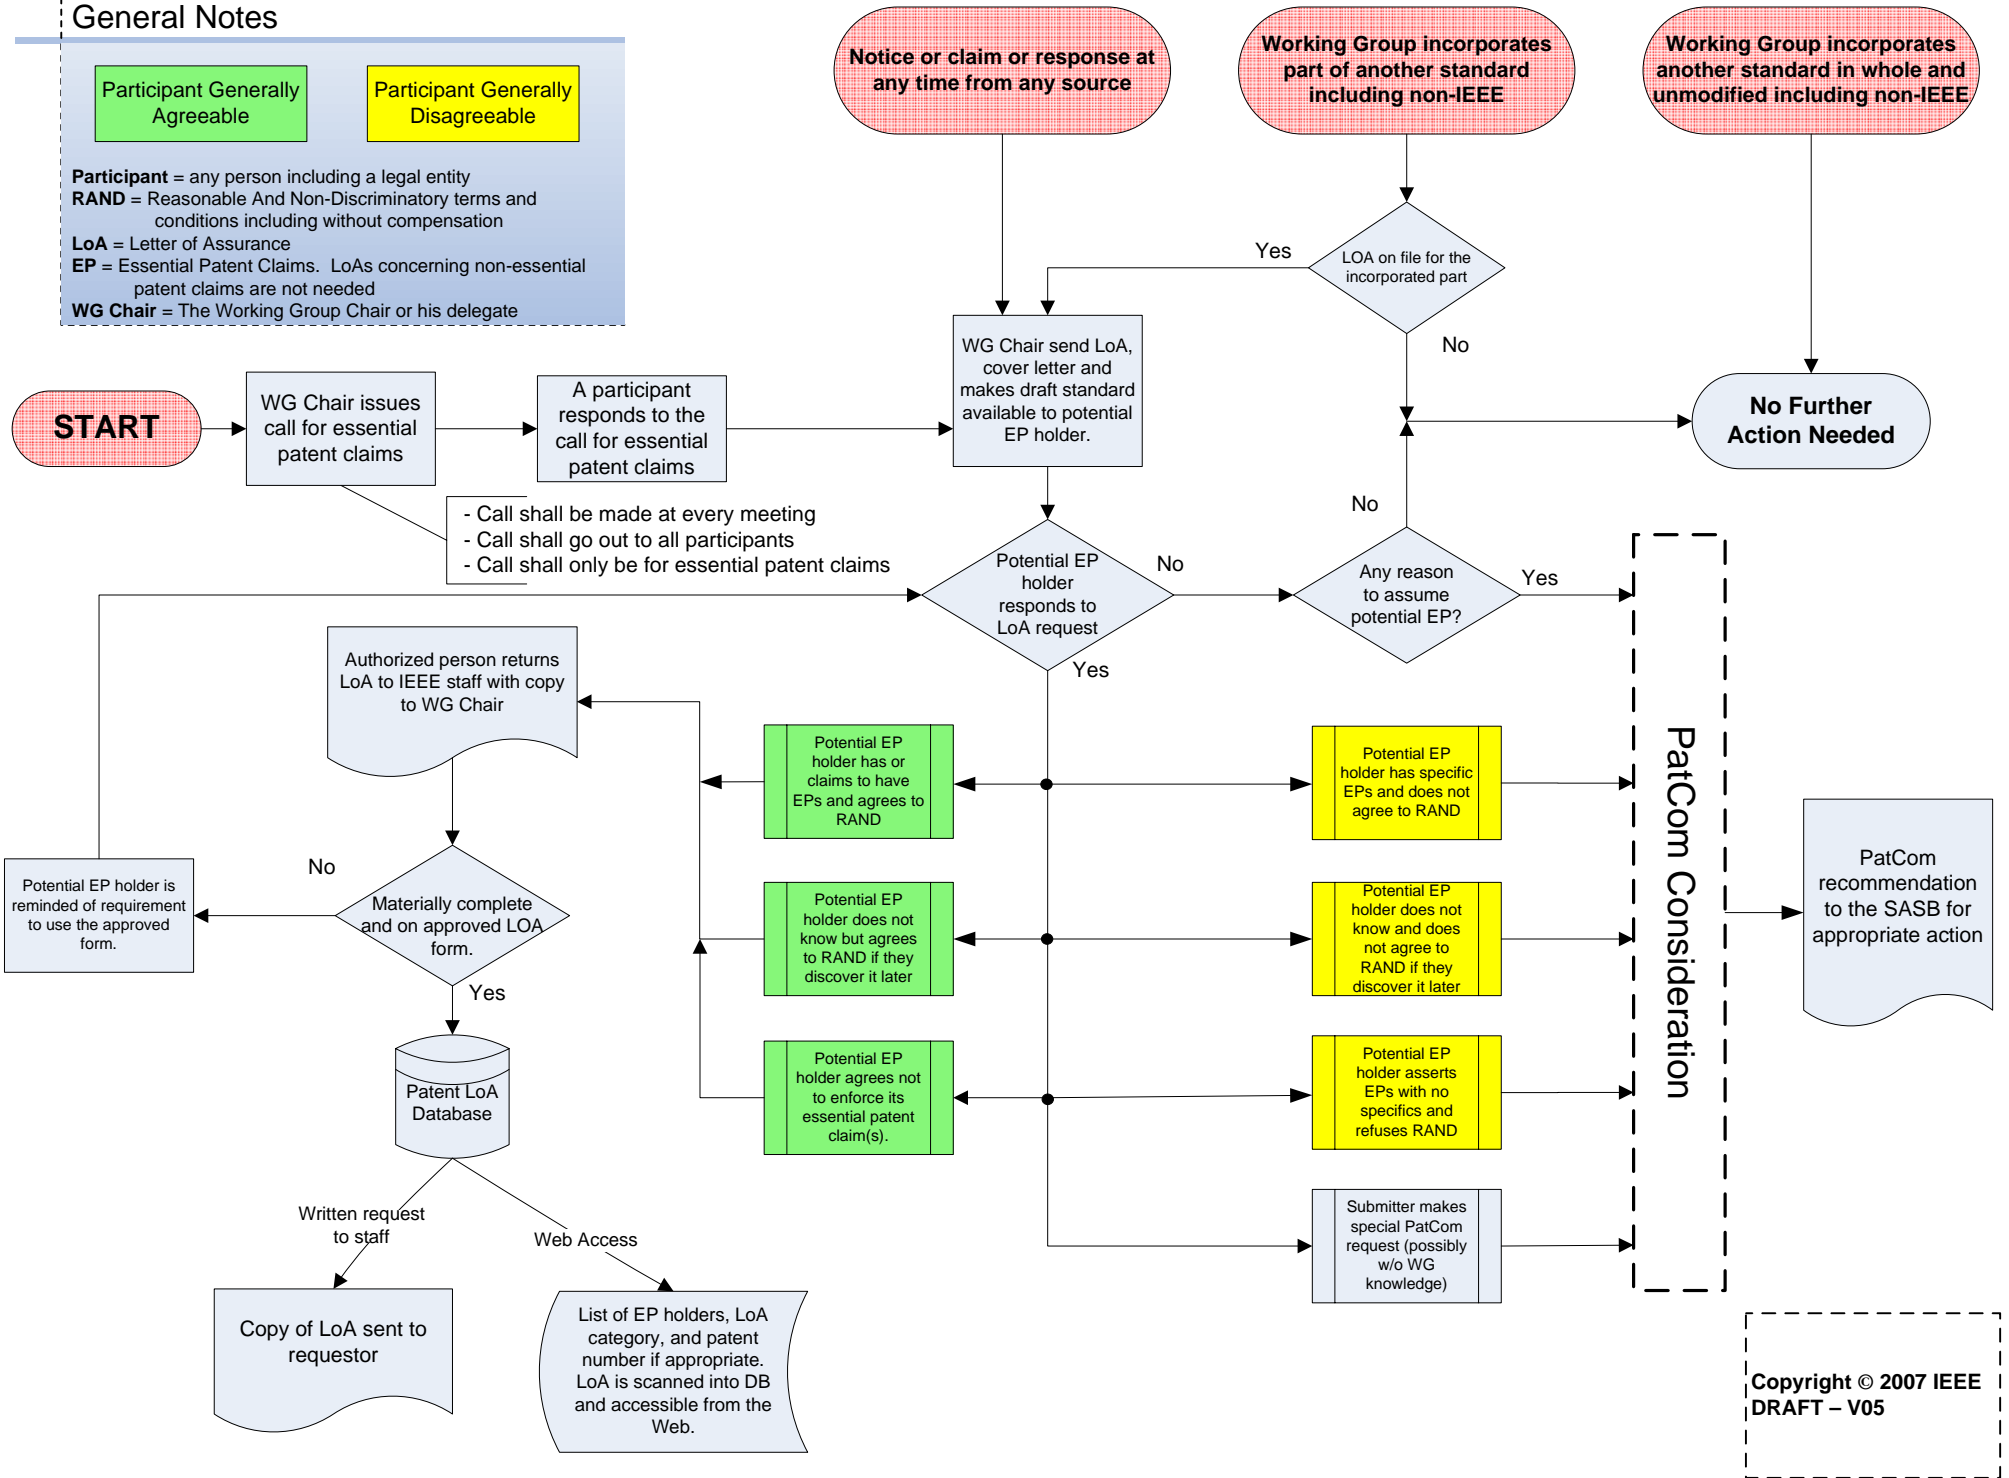 General Notes
Participant Generally
Agreeable
Participant Generally
Disagreeable
Participant = any person including a legal entity
RAND = Reasonable And Non-Discriminatory terms and
conditions including without compensation
LoA = Letter of Assurance
EP = Essential Patent Claims.  LoAs concerning non-essential
patent claims are not needed
WG Chair = The Working Group Chair or his delegate
Notice or claim or response at
any time from any source
Working Group incorporates
part of another standard
including non-IEEE
Working Group incorporates
another standard in whole and
unmodified including non-IEEE
Yes
LOA on file for the
incorporated part
No
START
WG Chair issues
call for essential
patent claims
A participant
responds to the
call for essential
patent claims
WG Chair send LoA,
cover letter and
makes draft standard
available to potential
EP holder.
No Further
Action Needed
- Call shall be made at every meeting
- Call shall go out to all participants
- Call shall only be for essential patent claims
Potential EP
holder
responds to
LoA request
No
Yes
No
Any reason
to assume
potential EP?
Yes
Authorized person returns
LoA to IEEE staff with copy
to WG Chair
Potential EP
holder has or
claims to have
EPs and agrees to
RAND
Potential EP
holder has specific
EPs and does not
agree to RAND
PatCom Consideration
PatCom
recommendation
to the SASB for
appropriate action
No
Potential EP holder is
reminded of requirement
to use the approved
form.
Materially complete
and on approved LOA
form.
Yes
Potential EP
holder does not
know but agrees
to RAND if they
discover it later
Potential EP
holder does not
know and does
not agree to
RAND if they
discover it later
Patent LoA
Database
Potential EP
holder agrees not
to enforce its
essential patent
claim(s).
Potential EP
holder asserts
EPs with no
specifics and
refuses RAND
Written request
to staff
Web Access
Submitter makes
special PatCom
request (possibly
w/o WG
knowledge)
Copy of LoA sent to
requestor
List of EP holders, LoA
category, and patent
number if appropriate.
LoA is scanned into DB
and accessible from the
Web.
Copyright © 2007 IEEE
DRAFT – V05